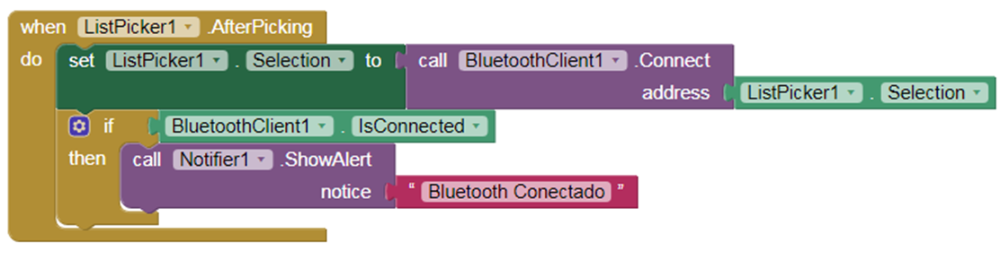 when ListPicker1 .AfterPicking
do set ListPicker1 . Selection to call BluetoothClient1 .Connect
address ListPicker1 . Selection
if BluetoothClient1 . IsConnected
then call Notifier1 .ShowAlert
notice “ Bluetooth Conectado ”